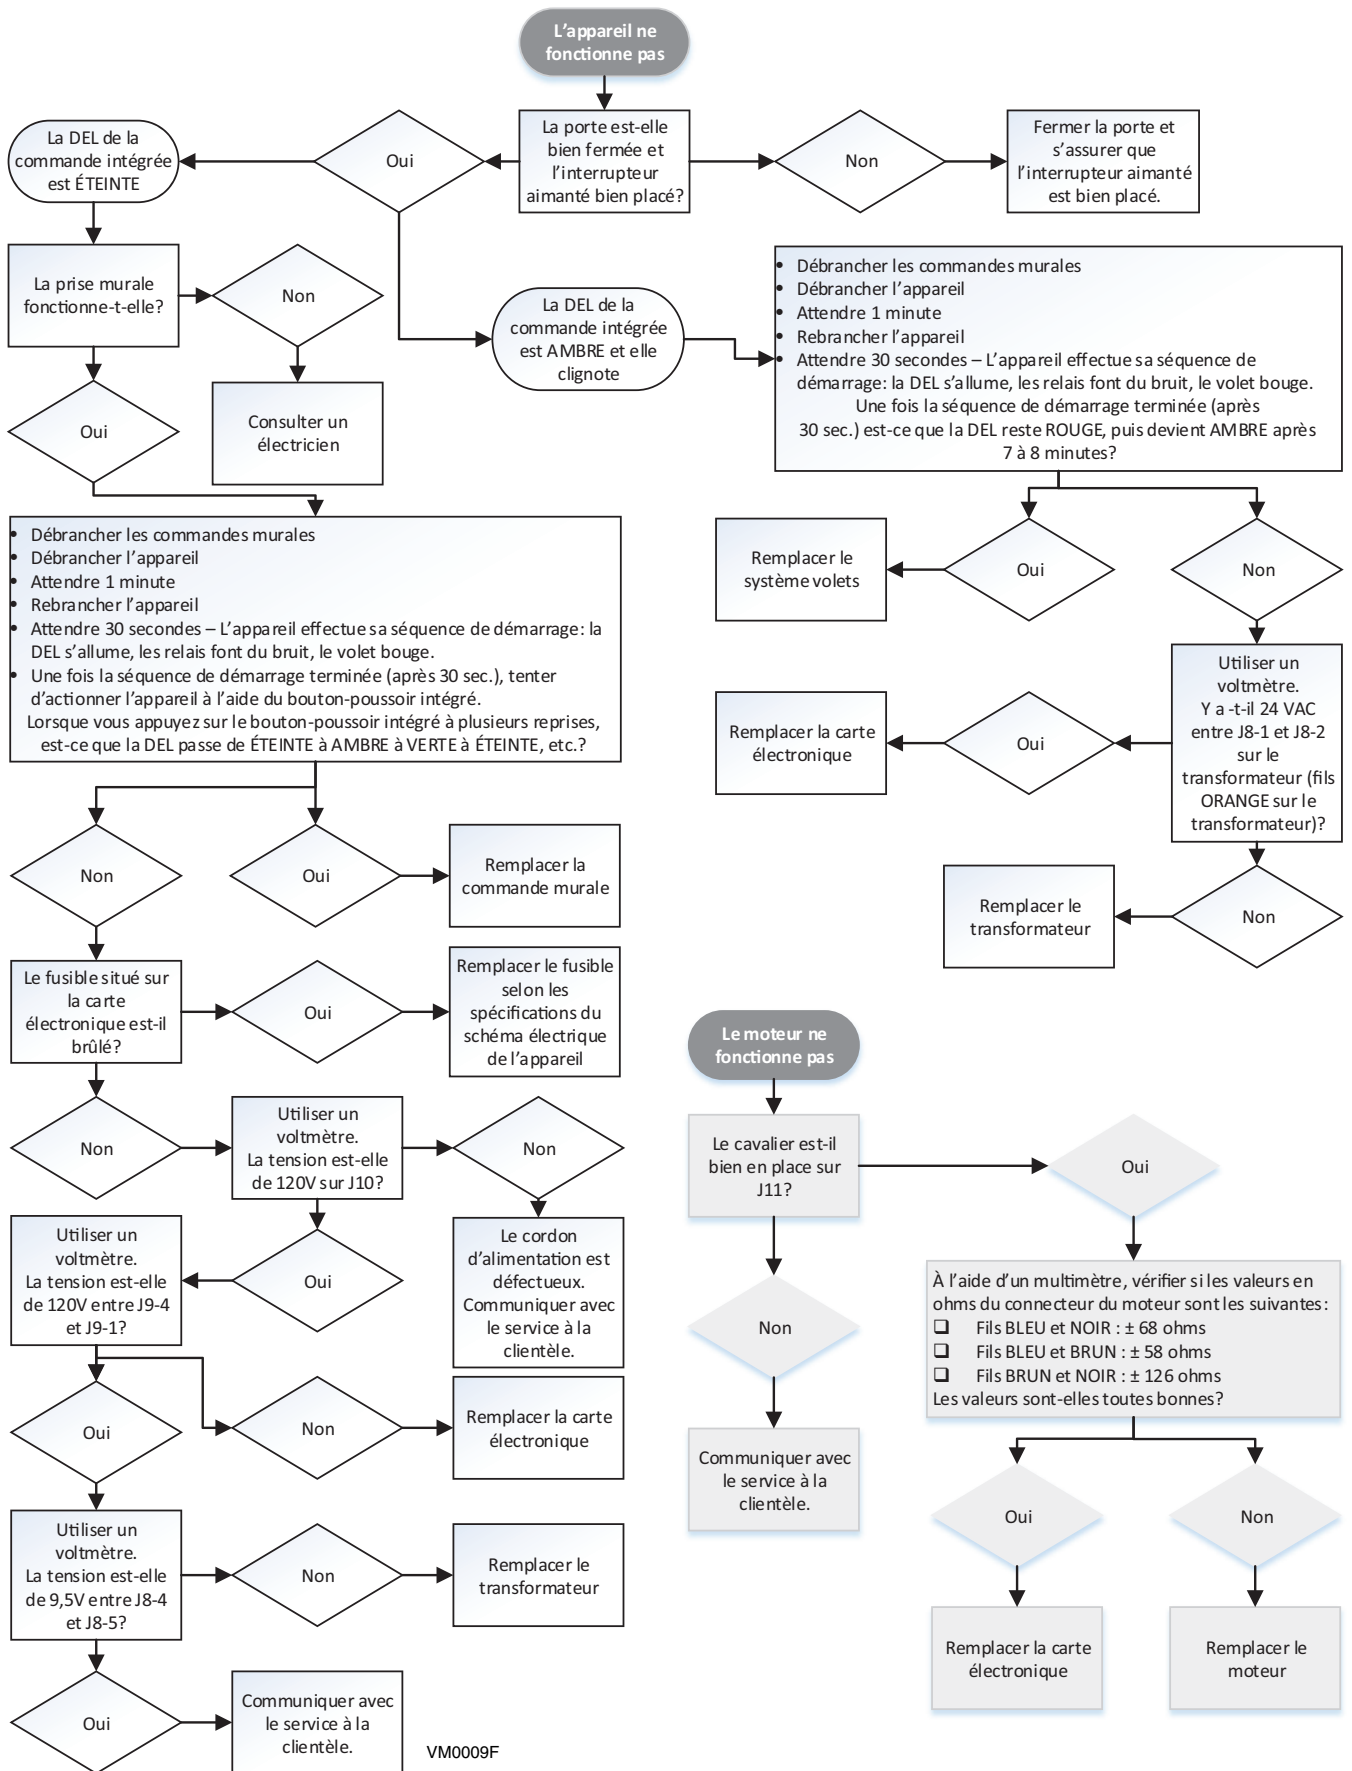 L'appareil ne
fonctionne pas
La DEL de la
commande intégrée
est ÉTEINTE
Oui
La porte est-elle
bien fermée et
l'interrupteur
aimanté bien placé?
Non
Fermer la porte et
s'assurer que
l'interrupteur aimanté
est bien placé.
La prise murale
fonctionne-t-elle?
Non
La DEL de la
commande intégrée
est AMBRE et elle
clignote
• Débrancher les commandes murales
• Débrancher l'appareil
• Attendre 1 minute
• Rebrancher l'appareil
• Attendre 30 secondes – L'appareil effectue sa séquence de
démarrage: la DEL s'allume, les relais font du bruit, le volet bouge.
Une fois la séquence de démarrage terminée (après
30 sec.) est-ce que la DEL reste ROUGE, puis devient AMBRE après
7 à 8 minutes?
Oui
Consulter un
électricien
• Débrancher les commandes murales
• Débrancher l'appareil
• Attendre 1 minute
• Rebrancher l'appareil
• Attendre 30 secondes – L'appareil effectue sa séquence de démarrage: la
DEL s'allume, les relais font du bruit, le volet bouge.
• Une fois la séquence de démarrage terminée (après 30 sec.), tenter
d'actionner l'appareil à l'aide du bouton-poussoir intégré.
Lorsque vous appuyez sur le bouton-poussoir intégré à plusieurs reprises,
est-ce que la DEL passe de ÉTEINTE à AMBRE à VERTE à ÉTEINTE, etc.?
Remplacer le
système volets
Oui
Non
Remplacer la carte
électronique
Oui
Utiliser un
voltmètre.
Y a -t-il 24 VAC
entre J8-1 et J8-2
sur le
transformateur (fils
ORANGE sur le
transformateur)?
Remplacer le
transformateur
Non
Non
Oui
Remplacer la
commande murale
Le fusible situé sur
la carte
électronique est-il
brûlé?
Oui
Remplacer le fusible
selon les
spécifications du
schéma électrique
de l'appareil
Non
Utiliser un
voltmètre.
La tension est-elle
de 120V sur J10?
Non
Utiliser un
voltmètre.
La tension est-elle
de 120V entre J9-4
et J9-1?
Oui
Le cordon
d'alimentation est
défectueux.
Communiquer avec
le service à la
clientèle.
Oui
Non
Remplacer la carte
électronique
Utiliser un
voltmètre.
La tension est-elle
de 9,5V entre J8-4
et J8-5?
Non
Remplacer le
transformateur
Oui
Communiquer avec
le service à la
clientèle.
VM0009F
Le moteur ne
fonctionne pas
Le cavalier est-il
bien en place sur
J11?
Oui
Non
À l'aide d'un multimètre, vérifier si les valeurs en
ohms du connecteur du moteur sont les suivantes:
❑ Fils BLEU et NOIR : ± 68 ohms
❑ Fils BLEU et BRUN : ± 58 ohms
❑ Fils BRUN et NOIR : ± 126 ohms
Les valeurs sont-elles toutes bonnes?
Communiquer avec
le service à la
clientèle.
Oui
Non
Remplacer la carte
électronique
Remplacer le
moteur